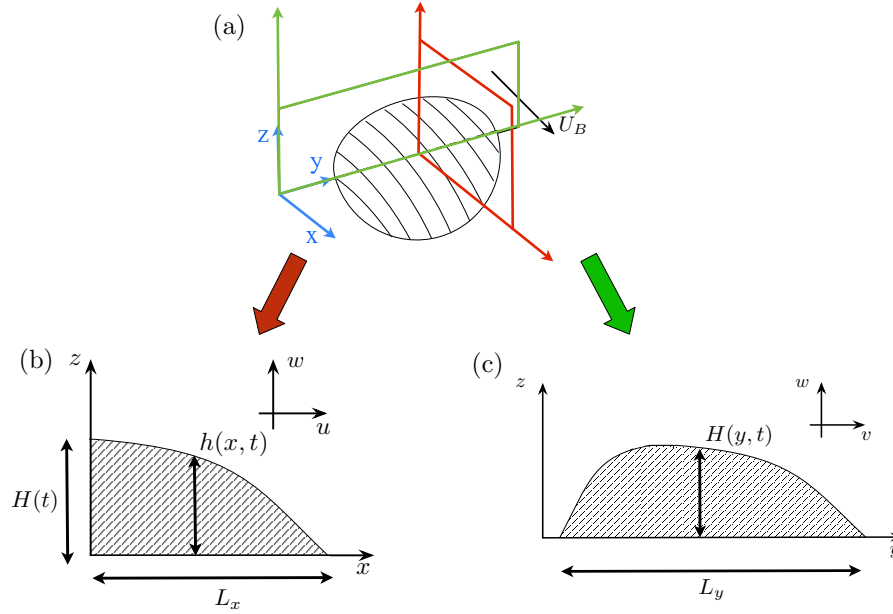 (a)
z
y
x
U_B
(b)
z
w
u
h(x, t)
H(t)
x
L_x
(c)
z
w
v
H(y, t)
L_y